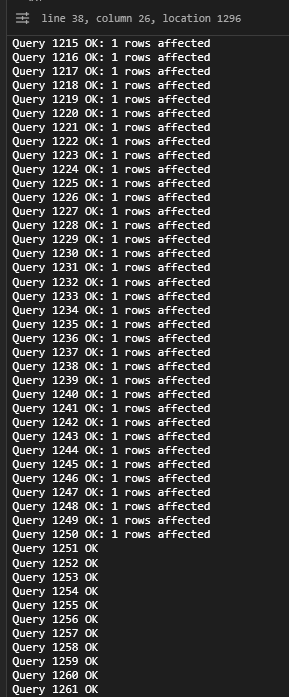 line 38, column 26, location 1296
Query 1215 OK: 1 rows affected
Query 1216 OK: 1 rows affected
Query 1217 OK: 1 rows affected
Query 1218 OK: 1 rows affected
Query 1219 OK: 1 rows affected
Query 1220 OK: 1 rows affected
Query 1221 OK: 1 rows affected
Query 1222 OK: 1 rows affected
Query 1223 OK: 1 rows affected
Query 1224 OK: 1 rows affected
Query 1225 OK: 1 rows affected
Query 1226 OK: 1 rows affected
Query 1227 OK: 1 rows affected
Query 1228 OK: 1 rows affected
Query 1229 OK: 1 rows affected
Query 1230 OK: 1 rows affected
Query 1231 OK: 1 rows affected
Query 1232 OK: 1 rows affected
Query 1233 OK: 1 rows affected
Query 1234 OK: 1 rows affected
Query 1235 OK: 1 rows affected
Query 1236 OK: 1 rows affected
Query 1237 OK: 1 rows affected
Query 1238 OK: 1 rows affected
Query 1239 OK: 1 rows affected
Query 1240 OK: 1 rows affected
Query 1241 OK: 1 rows affected
Query 1242 OK: 1 rows affected
Query 1243 OK: 1 rows affected
Query 1244 OK: 1 rows affected
Query 1245 OK: 1 rows affected
Query 1246 OK: 1 rows affected
Query 1247 OK: 1 rows affected
Query 1248 OK: 1 rows affected
Query 1249 OK: 1 rows affected
Query 1250 OK: 1 rows affected
Query 1251 OK
Query 1252 OK
Query 1253 OK
Query 1254 OK
Query 1255 OK
Query 1256 OK
Query 1257 OK
Query 1258 OK
Query 1259 OK
Query 1260 OK
Query 1261 OK